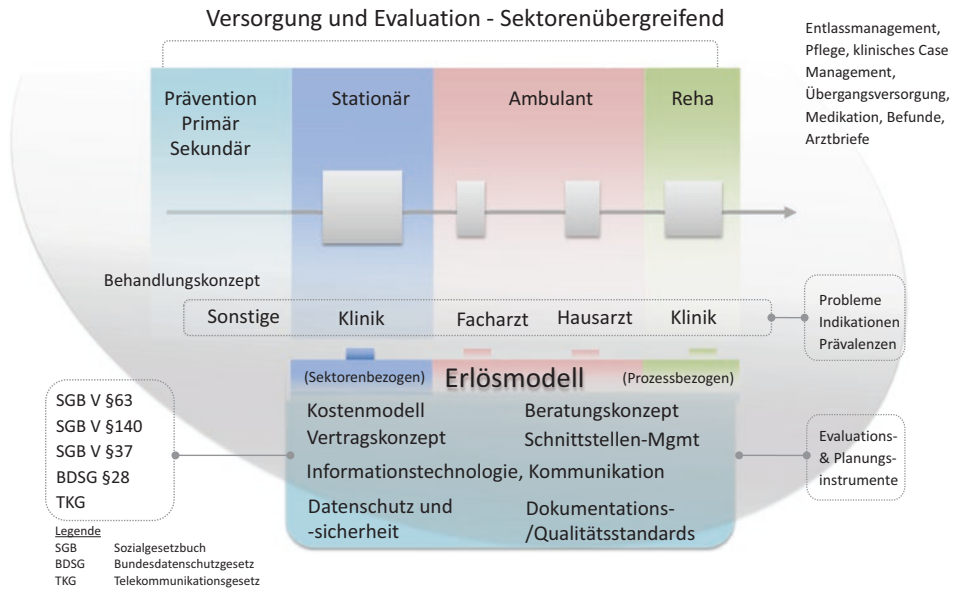 Versorgung und Evaluation - Sektorenübergreifend
Entlassmanagement,
Pflege, klinisches Case
Management,
Übergangsversorgung,
Medikation, Befunde,
Arztbriefe
Prävention
Primär
Sekundär
Stationär
Ambulant
Reha
Behandlungskonzept
Sonstige
Klinik
Facharzt
Hausarzt
Klinik
Probleme
Indikationen
Prävalenzen
(Sektorenbezogen)
Erlösmodell
(Prozessbezogen)
Kostenmodell
Beratungskonzept
Vertragskonzept
Schnittstellen-Mgmt
Informationstechnologie, Kommunikation
Datenschutz und
-sicherheit
Dokumentations-
/Qualitätsstandards
SGB V §63
SGB V §140
SGB V §37
BDSG §28
TKG
Evaluations-
& Planungs-
instrumente
Legende
SGB Sozialgesetzbuch
BDSG Bundesdatenschutzgesetz
TKG Telekommunikationsgesetz